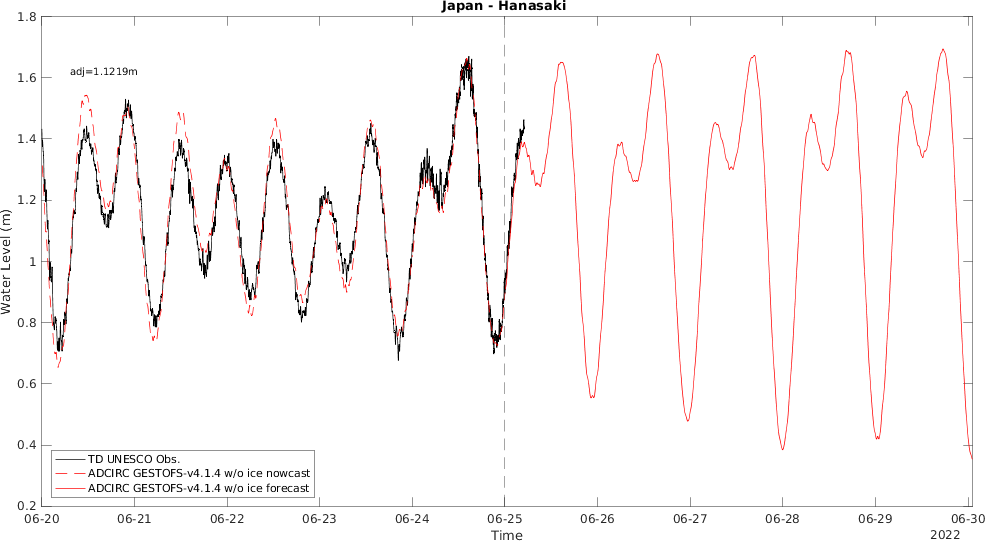 Japan - Hanasaki
1.8
1.6
1.4
1.2
1
0.8
0.6
0.4
0.2
Water Level (m)
adj=1.1219m
TD UNESCO Obs.
ADCIRC GESTOFS-v4.1.4 w/o ice nowcast
ADCIRC GESTOFS-v4.1.4 w/o ice forecast
06-20 06-21 06-22 06-23 06-24 06-25 06-26 06-27 06-28 06-29 06-30
Time
2022